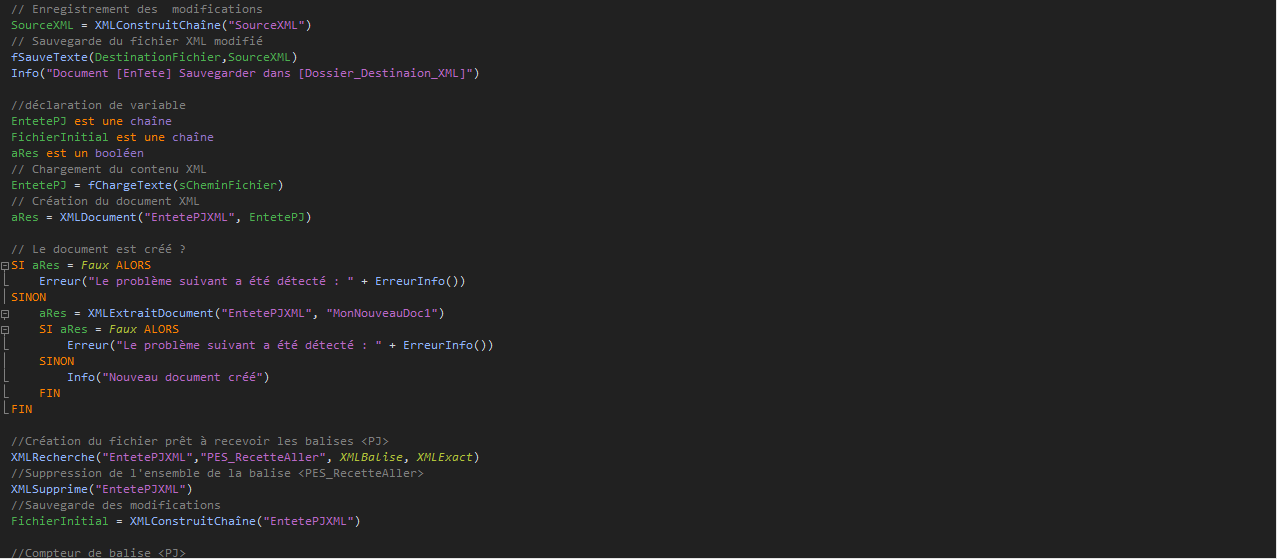 // Enregistrement des  modifications
SourceXML = XMLConstruitChaîne("SourceXML")
// Sauvegarde du fichier XML modifié
fSauveTexte(DestinationFichier,SourceXML)
Info("Document [EnTete] Sauvegarder dans [Dossier_Destinaion_XML]")
//déclaration de variable
EntetePJ est une chaîne
FichierInitial est une chaîne
aRes est un booléen
// Chargement du contenu XML
EntetePJ = fChargeTexte(sCheminFichier)
// Création du document XML
aRes = XMLDocument("EntetePJXML", EntetePJ)
// Le document est créé ?
SI aRes = Faux ALORS
    Erreur("Le problème suivant a été détecté : " + ErreurInfo())
SINON
    aRes = XMLExtraitDocument("EntetePJXML", "MonNouveauDoc1")
    SI aRes = Faux ALORS
        Erreur("Le problème suivant a été détecté : " + ErreurInfo())
    SINON
        Info("Nouveau document créé")
    FIN
FIN
//Création du fichier prêt à recevoir les balises <PJ>
XMLRecherche("EntetePJXML","PES_RecetteAller", XMLBalise, XMLExact)
//Suppression de l'ensemble de la balise <PES_RecetteAller>
XMLSupprime("EntetePJXML")
//Sauvegarde des modifications
FichierInitial = XMLConstruitChaîne("EntetePJXML")
//Compteur de balise <PJ>